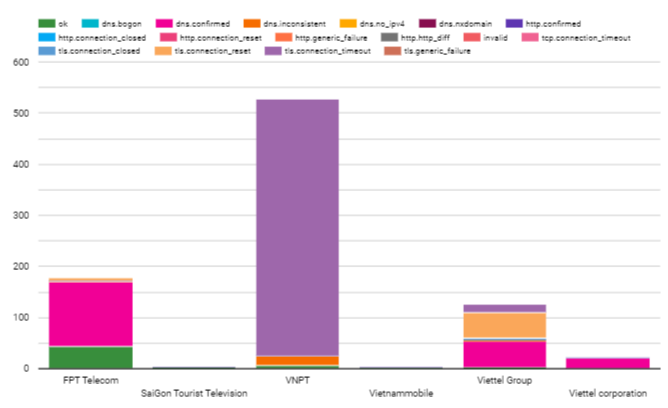 ok dns.bogon dns.confirmed dns.inconsistent dns.no_ipv4 dns.nxdomain http.confirmed
http.connection_closed http.connection_reset http.generic_failure http.http_diff invalid tcp.connection_timeout
tls.connection_closed tls.connection_reset tls.connection_timeout tls.generic_failure
600
500
400
300
200
100
0
FPT Telecom VNPT Viettel Group
SaiGon Tourist Television Vietnammobile Viettel corporation